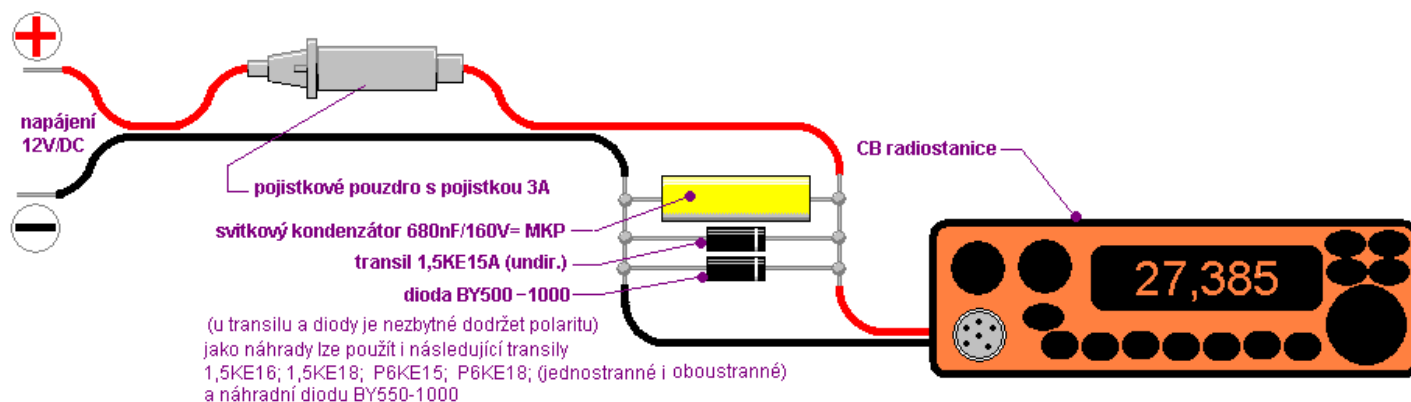 napájení
12V/DC
pojistkové pouzdro s pojistkou 3A
svitkový kondenzátor 680nF/160V= MKP
transil 1,5KE15A (undir.)
dioda BY500-1000
CB radiostanice
27,385
(u transilu a diody je nezbytné dodržet polaritu)
jako náhrady lze použít i následující transily
1,5KE16; 1,5KE18; P6KE15; P6KE18; (jednostranné i oboustranné)
a náhradní diodu BY550-1000